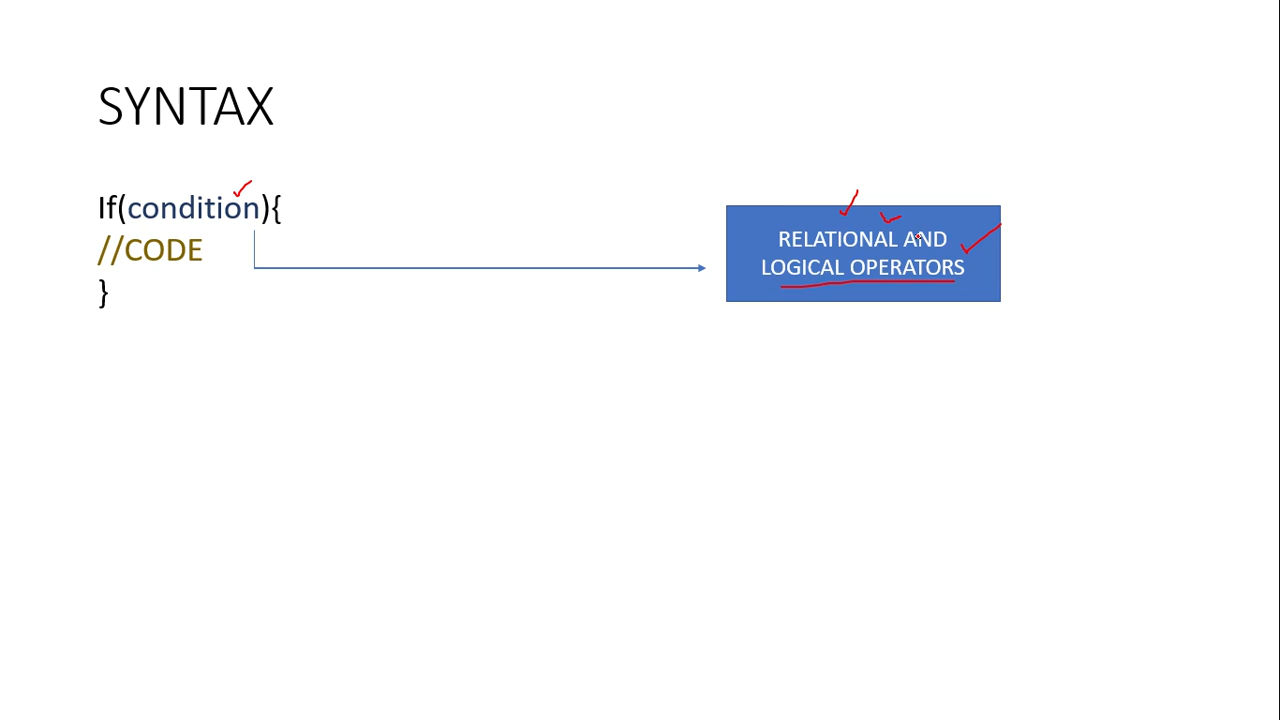 SYNTAX
If(condition){
//CODE
}
RELATIONAL AND
LOGICAL OPERATORS